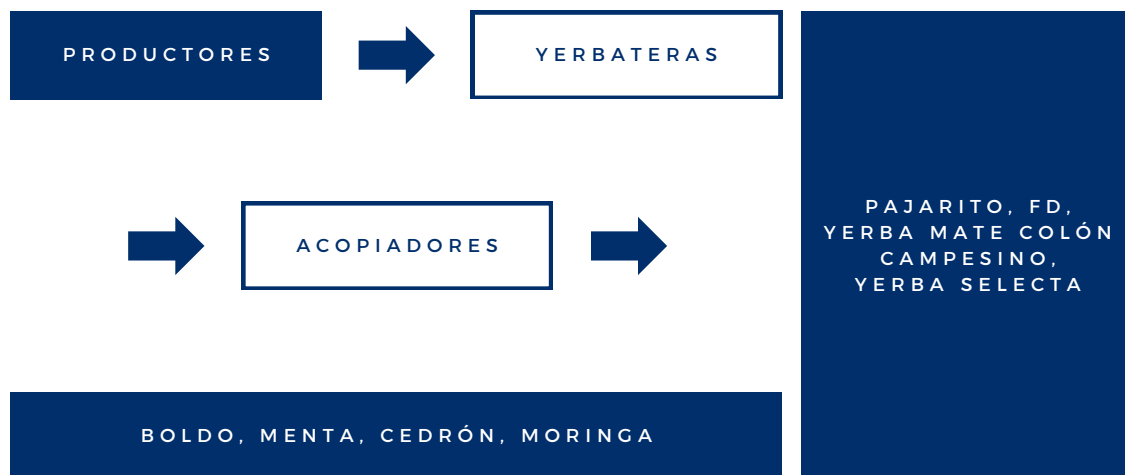 PRODUCTORES
YERBATERAS
ACOPIADORES
PAJARITO, FD,
YERBA MATE COLÓN
CAMPESINO,
YERBA SELECTA
BOLDO, MENTA, CEDRÓN, MORINGA